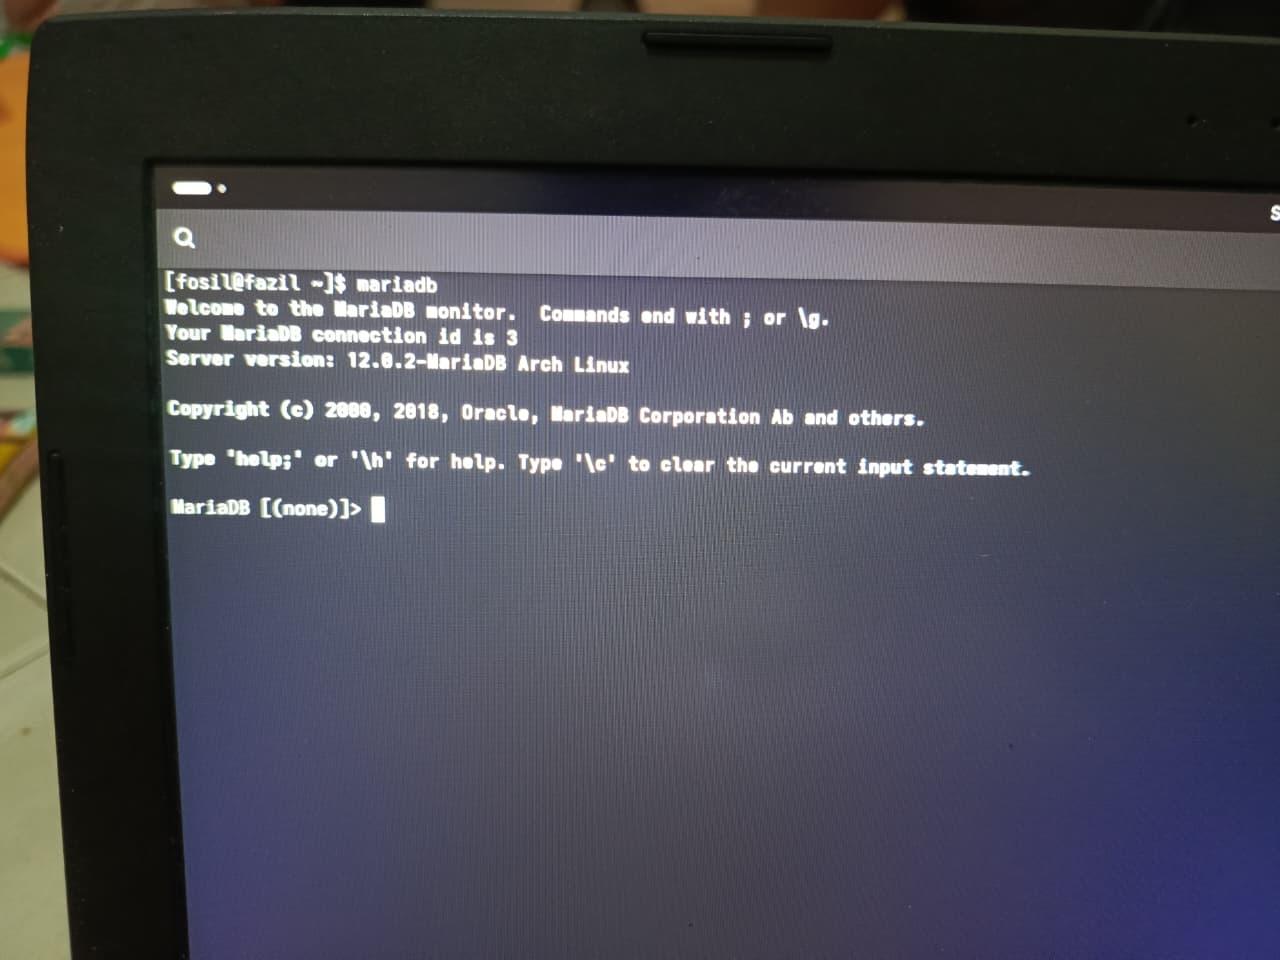 [fosil@fazil ~]$ mariadb
Welcome to the MariaDB monitor.  Commands end with ; or \g.
Your MariaDB connection id is 3
Server version: 12.0.2-MariaDB Arch Linux

Copyright (c) 2000, 2018, Oracle, MariaDB Corporation Ab and others.

Type 'help;' or '\h' for help. Type '\c' to clear the current input statement.

MariaDB [(none)]>